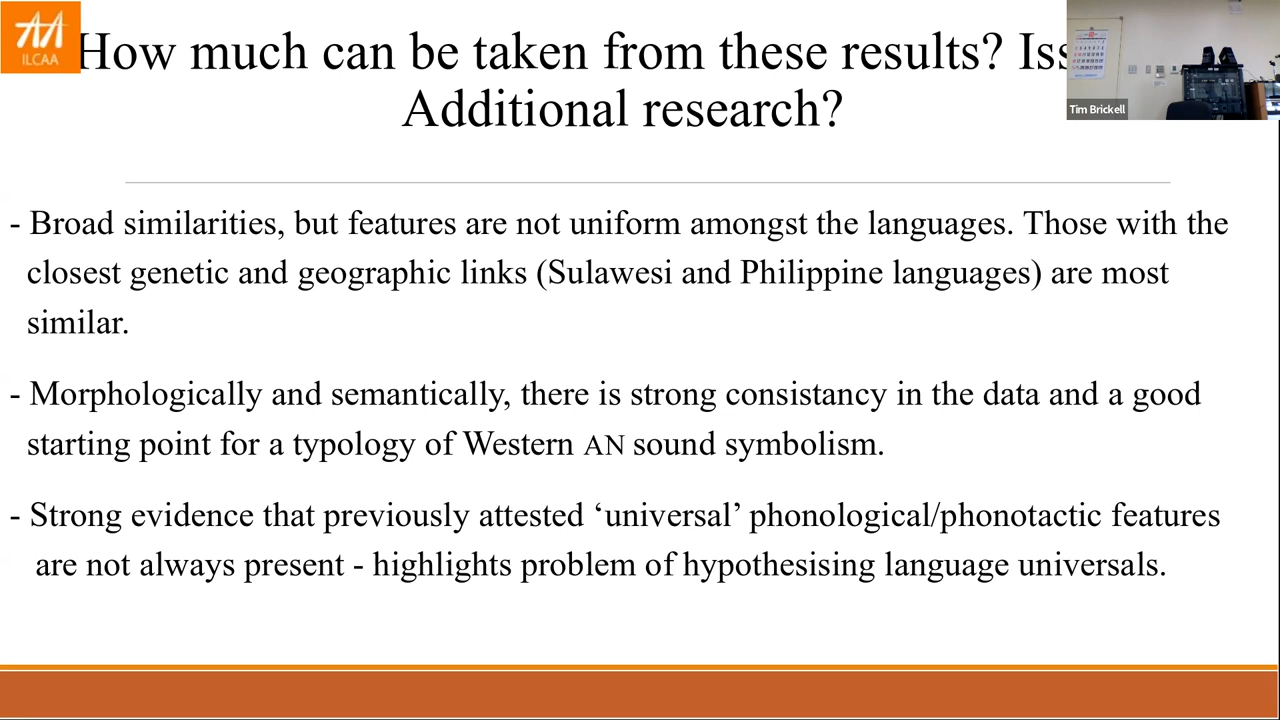 ILCAA
How much can be taken from these results?
Additional research?
Tim Brickell
- Broad similarities, but features are not uniform amongst the languages. Those with the
closest genetic and geographic links (Sulawesi and Philippine languages) are most
similar.
- Morphologically and semantically, there is strong consistancy in the data and a good
starting point for a typology of Western AN sound symbolism.
- Strong evidence that previously attested ‘universal’ phonological/phonotactic features
are not always present - highlights problem of hypothesising language universals.